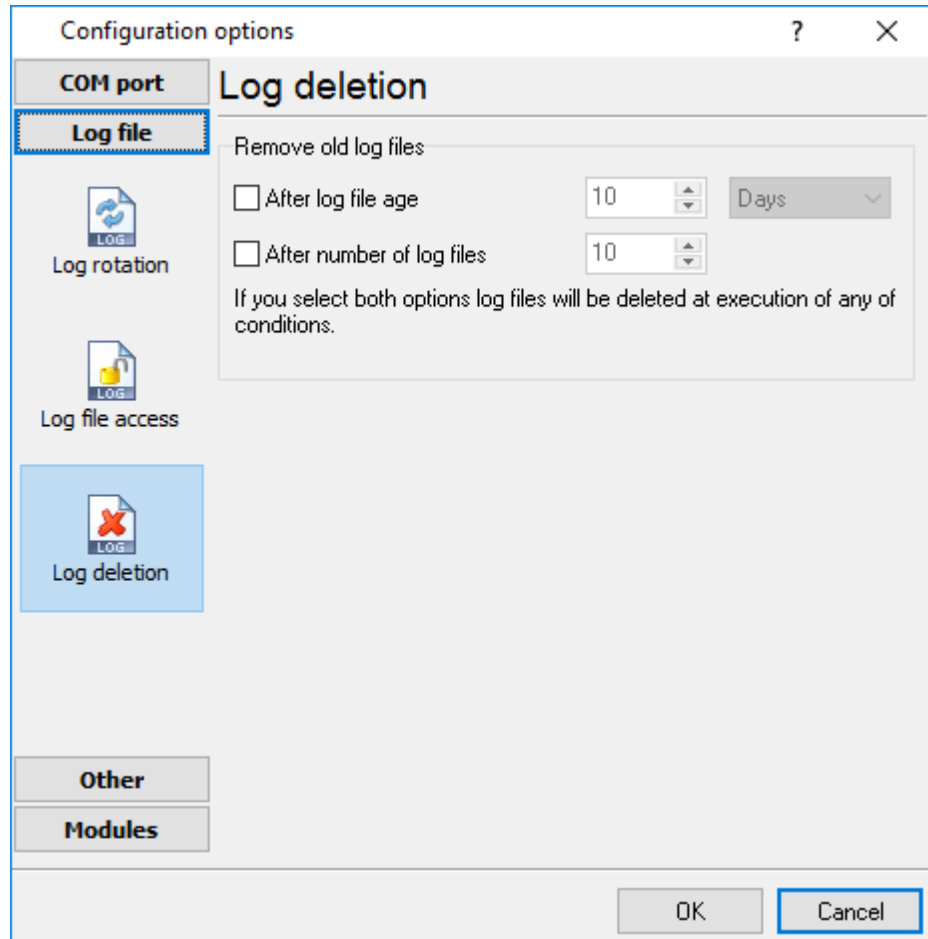 Configuration options
?
COM port
Log file
LOG
Log rotation
LOG
Log file access
LOG
Log deletion
Other
Modules
Log deletion
Remove old log files
After log file age 10 Days
After number of log files 10
If you select both options log files will be deleted at execution of any of
conditions.
OK Cancel